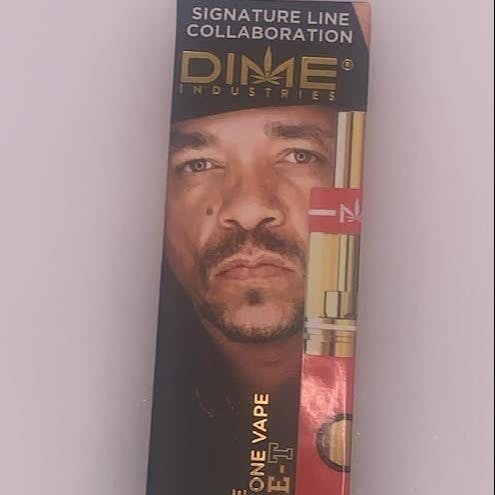 SIGNATURE LINE
COLLABORATION
DIME®
INDUSTRIES
ONE VAPE
E-T